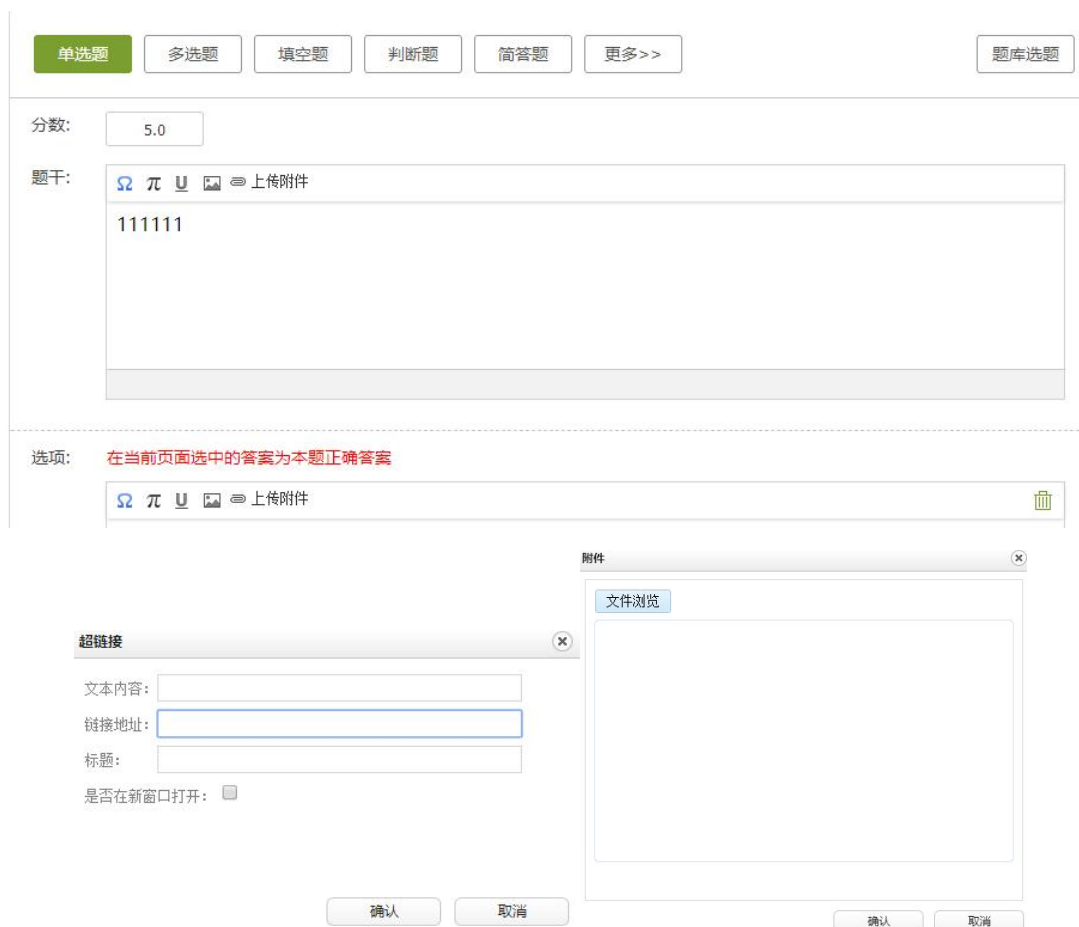 单选题 多选题 填空题 判断题 简答题 更多>> 题库选题
分数: 5.0
题干: Ω π U 上传附件
111111
选项: 在当前页面选中的答案为本题正确答案
Ω π U 上传附件
附件
文件浏览
超链接
文本内容:
链接地址:
标题:
是否在新窗口打开:
确认 取消
确认 取消